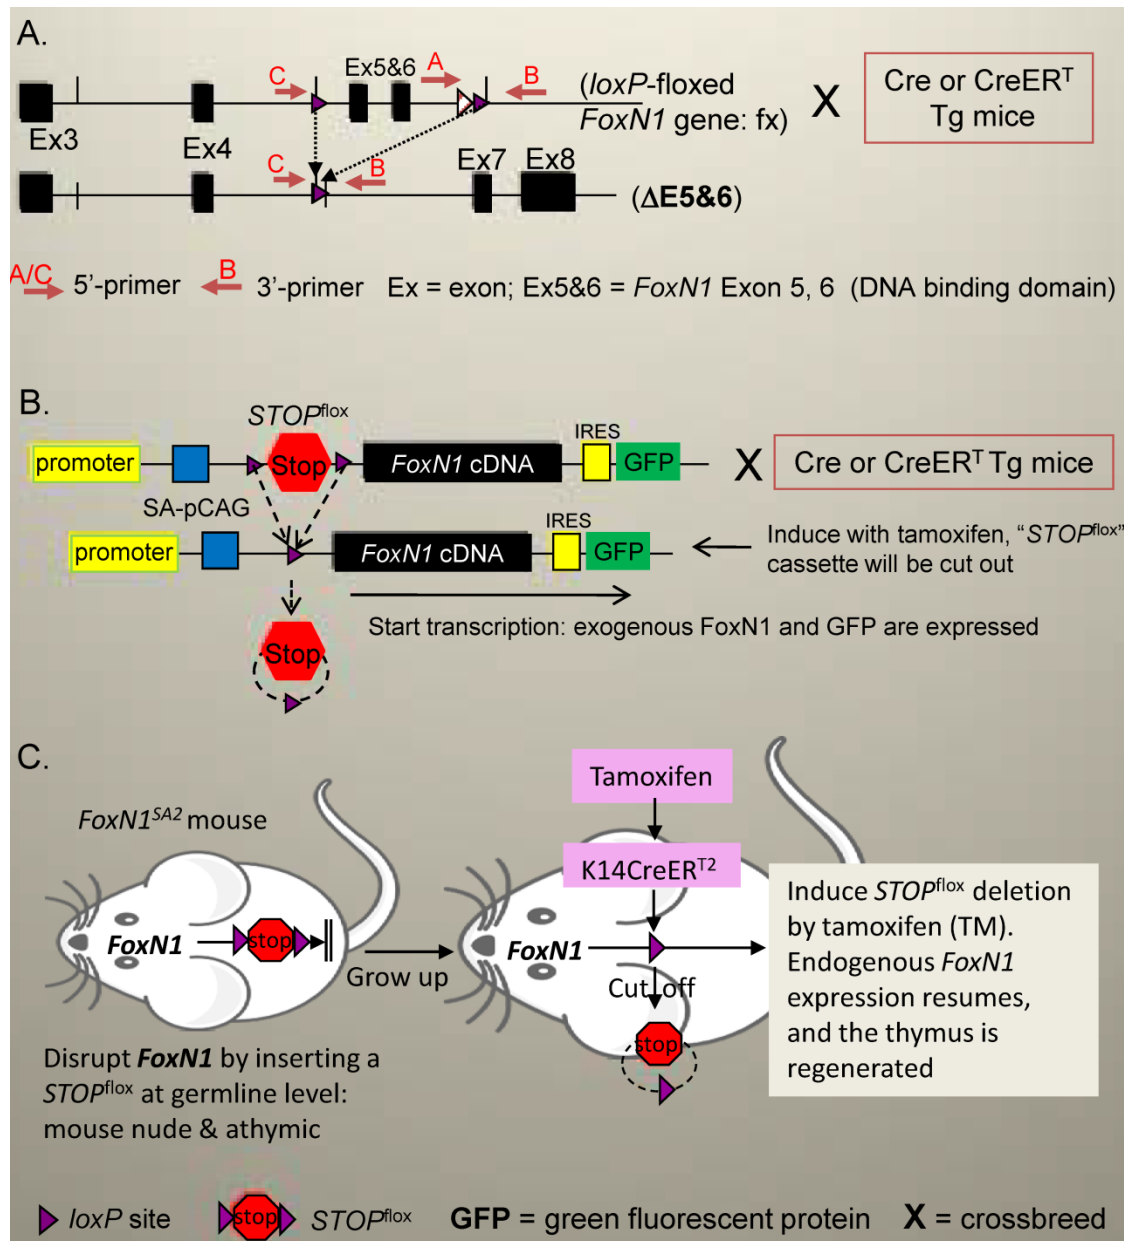 A.
C
Ex5&6
A
B
(loxP-floxed
FoxN1 gene: fx)
X
Cre or CreERT
Tg mice
Ex3
Ex4
C
B
Ex7
Ex8
(ΔE5&6)
A/C
5'-primer
B
3'-primer
Ex = exon; Ex5&6 = FoxN1 Exon 5, 6 (DNA binding domain)
B.
STOPflox
promoter
Stop
FoxN1 cDNA
IRES
GFP
X
Cre or CreERT Tg mice
SA-pCAG
promoter
FoxN1 cDNA
IRES
GFP
Induce with tamoxifen, “STOPflox”
cassette will be cut out
Start transcription: exogenous FoxN1 and GFP are expressed
Stop
C.
FoxN1SA2 mouse
FoxN1
stop
Grow up
Disrupt FoxN1 by inserting a
STOPflox at germline level:
mouse nude & athymic
Tamoxifen
K14CreERT2
FoxN1
Cut off
stop
Induce STOPflox deletion
by tamoxifen (TM).
Endogenous FoxN1
expression resumes,
and the thymus is
regenerated
loxP site
stop
STOPflox
GFP = green fluorescent protein
X = crossbreed